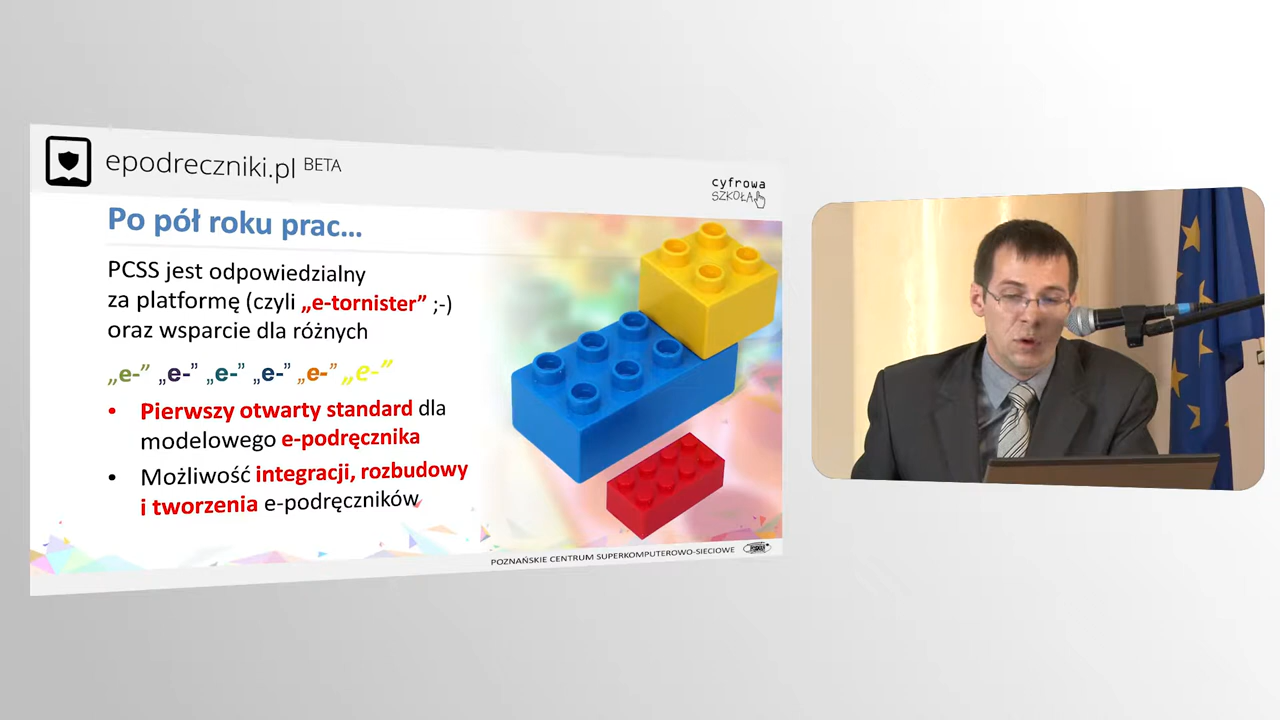 epodreczniki.pl BETA
cyfrowa
SZKOŁA
Po pół roku prac...
PCSS jest odpowiedzialny
za platformę (czyli „e-tornister” ;-)
oraz wsparcie dla różnych
„e-” „e-” „e-” „e-” „e-” „e-”
• Pierwszy otwarty standard dla
modelowego e-podręcznika
• Możliwość integracji, rozbudowy
i tworzenia e-podręczników
POZNAŃSKIE CENTRUM SUPERKOMPUTEROWO-SIECIOWE